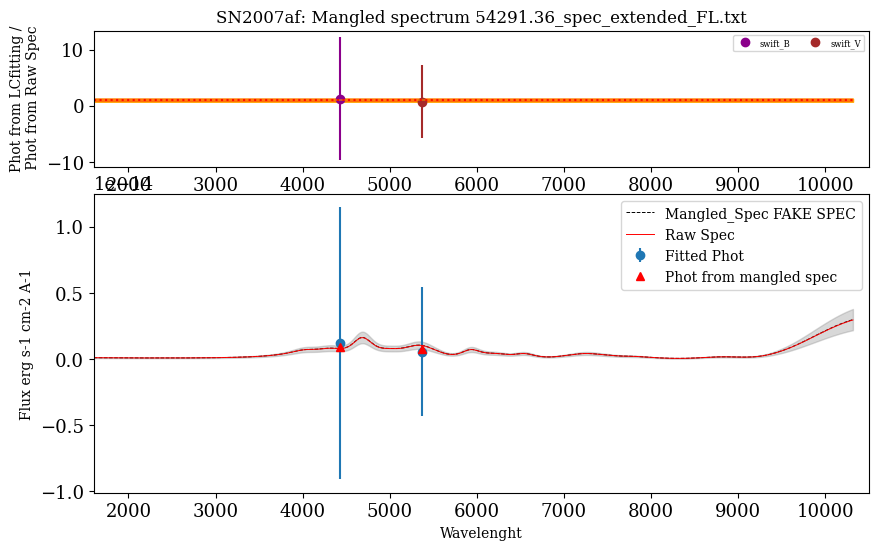 SN2007af: Mangled spectrum 54291.36_spec_extended_FL.txt
Phot from LCfitting /
Phot from Raw Spec
10
0
−10
swift_B
swift_V
2000 3000 4000 5000 6000 7000 8000 9000 10000
1e−14
Flux erg s-1 cm-2 A-1
1.0
0.5
0.0
−0.5
−1.0
Mangled_Spec FAKE SPEC
Raw Spec
Fitted Phot
Phot from mangled spec
2000 3000 4000 5000 6000 7000 8000 9000 10000
Wavelenght